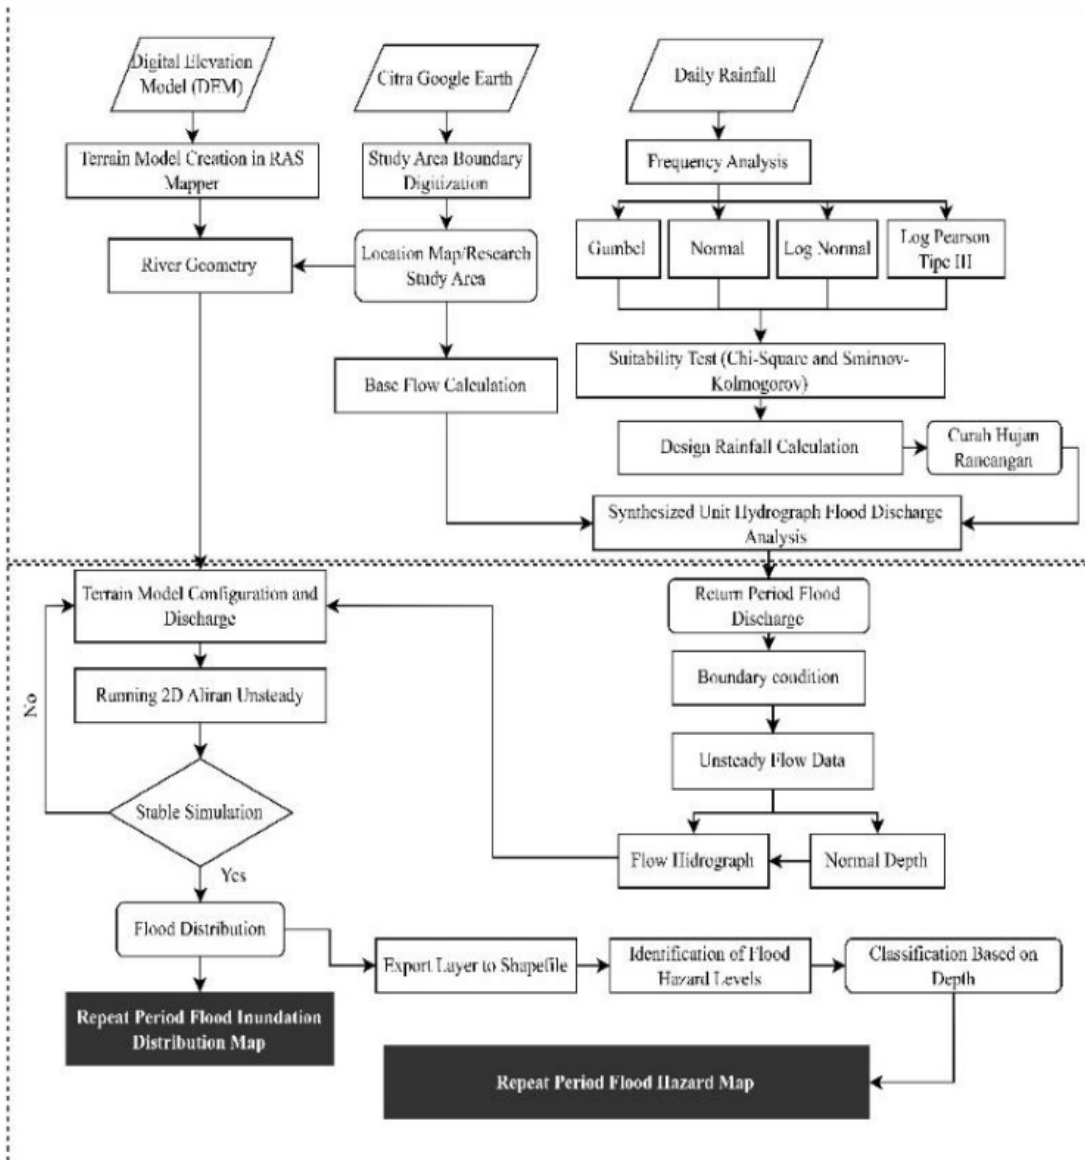 Digital Elevation
Model (DEM)
Citra Google Earth
Daily Rainfall
Terrain Model Creation in RAS
Mapper
Study Area Boundary
Digitization
Frequency Analysis
Gumbel
Normal
Log Normal
Log Pearson
Tipe III
River Geometry
Location Map/Research
Study Area
Suitability Test (Chi-Square and Smirnov-
Kolmogorov)
Base Flow Calculation
Design Rainfall Calculation
Curah Hujan
Rancangan
Synthesized Unit Hydrograph Flood Discharge
Analysis
Terrain Model Configuration and
Discharge
Return Period Flood
Discharge
Running 2D Aliran Unsteady
Boundary condition
No
Unsteady Flow Data
Stable Simulation
Flow Hidrograph
Normal Depth
Yes
Flood Distribution
Export Layer to Shapefile
Identification of Flood
Hazard Levels
Classification Based on
Depth
Repeat Period Flood Inundation
Distribution Map
Repeat Period Flood Hazard Map